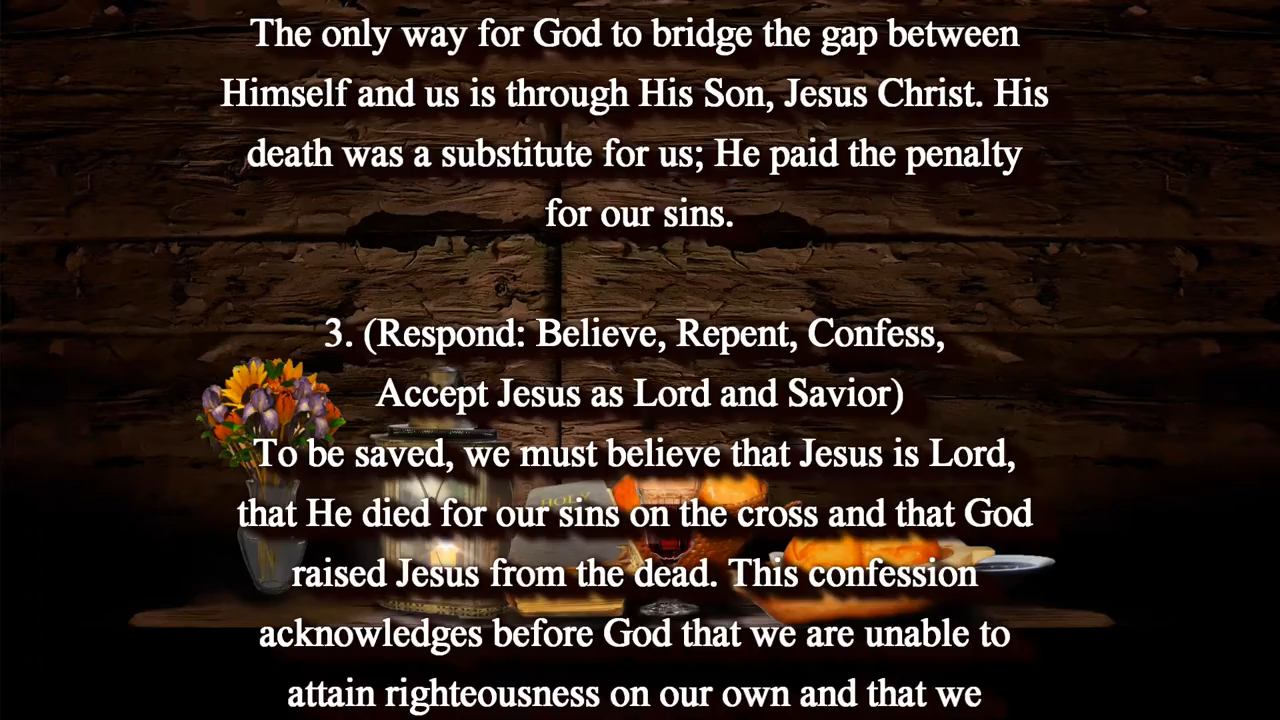 The only way for God to bridge the gap between
Himself and us is through His Son, Jesus Christ. His
death was a substitute for us; He paid the penalty
for our sins.
3. (Respond: Believe, Repent, Confess,
Accept Jesus as Lord and Savior)
To be saved, we must believe that Jesus is Lord,
HOLY
that He died for our sins on the cross and that God
raised Jesus from the dead. This confession
acknowledges before God that we are unable to
attain righteousness on our own and that we